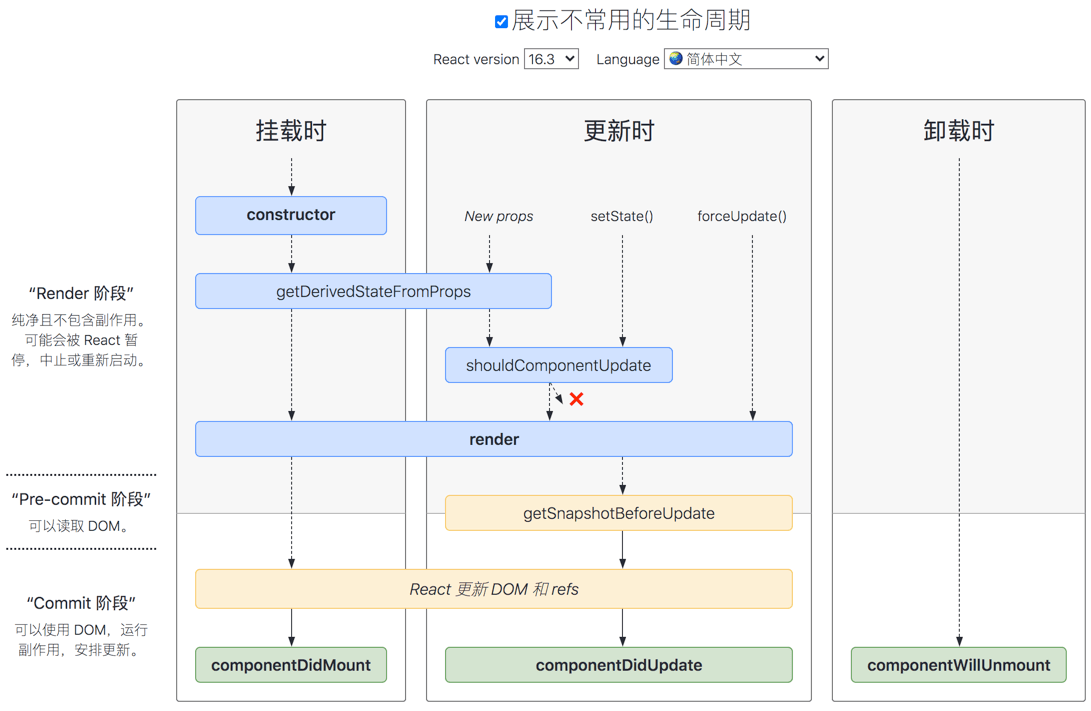 展示不常用的生命周期
React version 16.3 Language 简体中文
挂载时
更新时
卸载时
constructor
New props
setState()
forceUpdate()
getDerivedStateFromProps
“Render 阶段”
纯净且不包含副作用。
可能会被 React 暂
停，中止或重新启动。
shouldComponentUpdate
render
“Pre-commit 阶段”
可以读取 DOM。
getSnapshotBeforeUpdate
React 更新 DOM 和 refs
“Commit 阶段”
可以使用 DOM，运行
副作用，安排更新。
componentDidMount
componentDidUpdate
componentWillUnmount